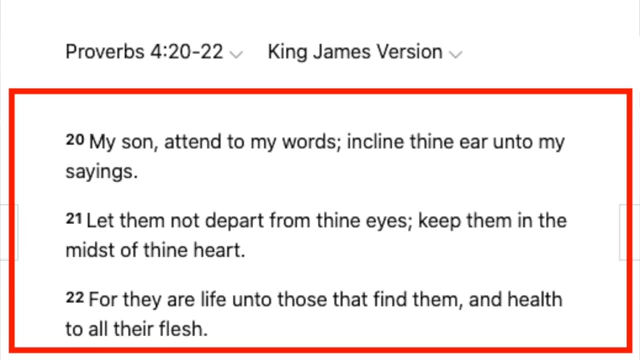 Proverbs 4:20-22 King James Version
20 My son, attend to my words; incline thine ear unto my
sayings.
21 Let them not depart from thine eyes; keep them in the
midst of thine heart.
22 For they are life unto those that find them, and health
to all their flesh.